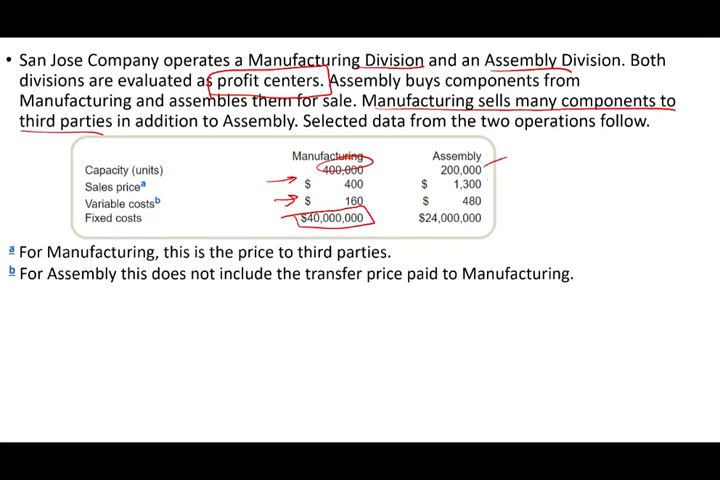 • San Jose Company operates a Manufacturing Division and an Assembly Division. Both
divisions are evaluated as profit centers. Assembly buys components from
Manufacturing and assembles them for sale. Manufacturing sells many components to
third parties in addition to Assembly. Selected data from the two operations follow.
Manufacturing Assembly
Capacity (units) 400,000 200,000
Sales priceᵃ $ 400 $ 1,300
Variable costsᵇ $ 160 $ 480
Fixed costs $40,000,000 $24,000,000
ᵃ For Manufacturing, this is the price to third parties.
ᵇ For Assembly this does not include the transfer price paid to Manufacturing.